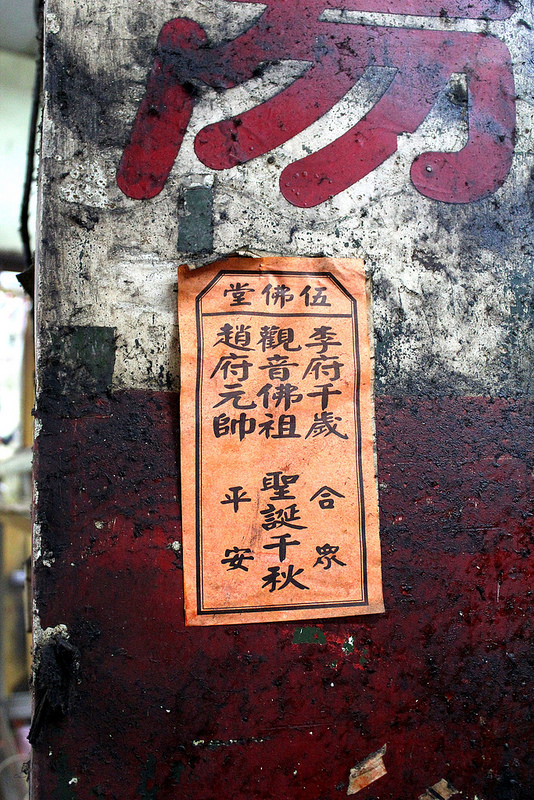 伍佛堂
李府千歲
觀音佛祖
趙府元帥
聖誕千秋
合眾
平安